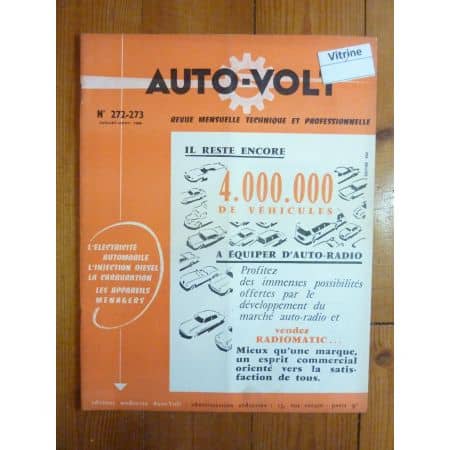 Vitrine
AUTO-VOLT
N° 272-273
REVUE MENSUELLE TECHNIQUE ET PROFESSIONNELLE
IL RESTE ENCORE
4.000.000
DE VÉHICULES
A ÉQUIPER D'AUTO-RADIO
Profitez
des immenses possibilités
offertes par le
développement du
marché auto-radio et
vendez
RADIOMATIC...
Mieux qu'une marque,
un esprit commercial
orienté vers la satis-
faction de tous.
L'ÉLECTRICITÉ
AUTOMOBILE
L'INJECTION DIESEL
LA CARBURATION
LES APPAREILS
MENAGERS